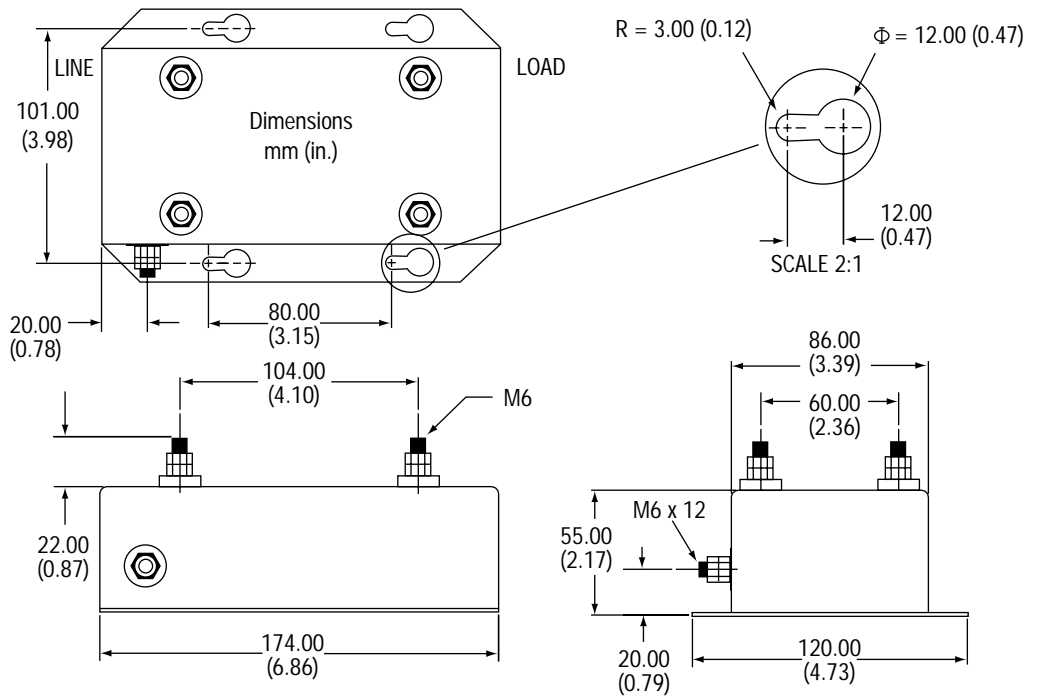 R = 3.00 (0.12)
Φ = 12.00 (0.47)
LINE
LOAD
101.00
(3.98)
Dimensions
mm (in.)
12.00
(0.47)
SCALE 2:1
20.00
(0.78)
80.00
(3.15)
104.00
(4.10)
M6
86.00
(3.39)
60.00
(2.36)
22.00
(0.87)
M6 x 12
55.00
(2.17)
174.00
(6.86)
20.00
(0.79)
120.00
(4.73)